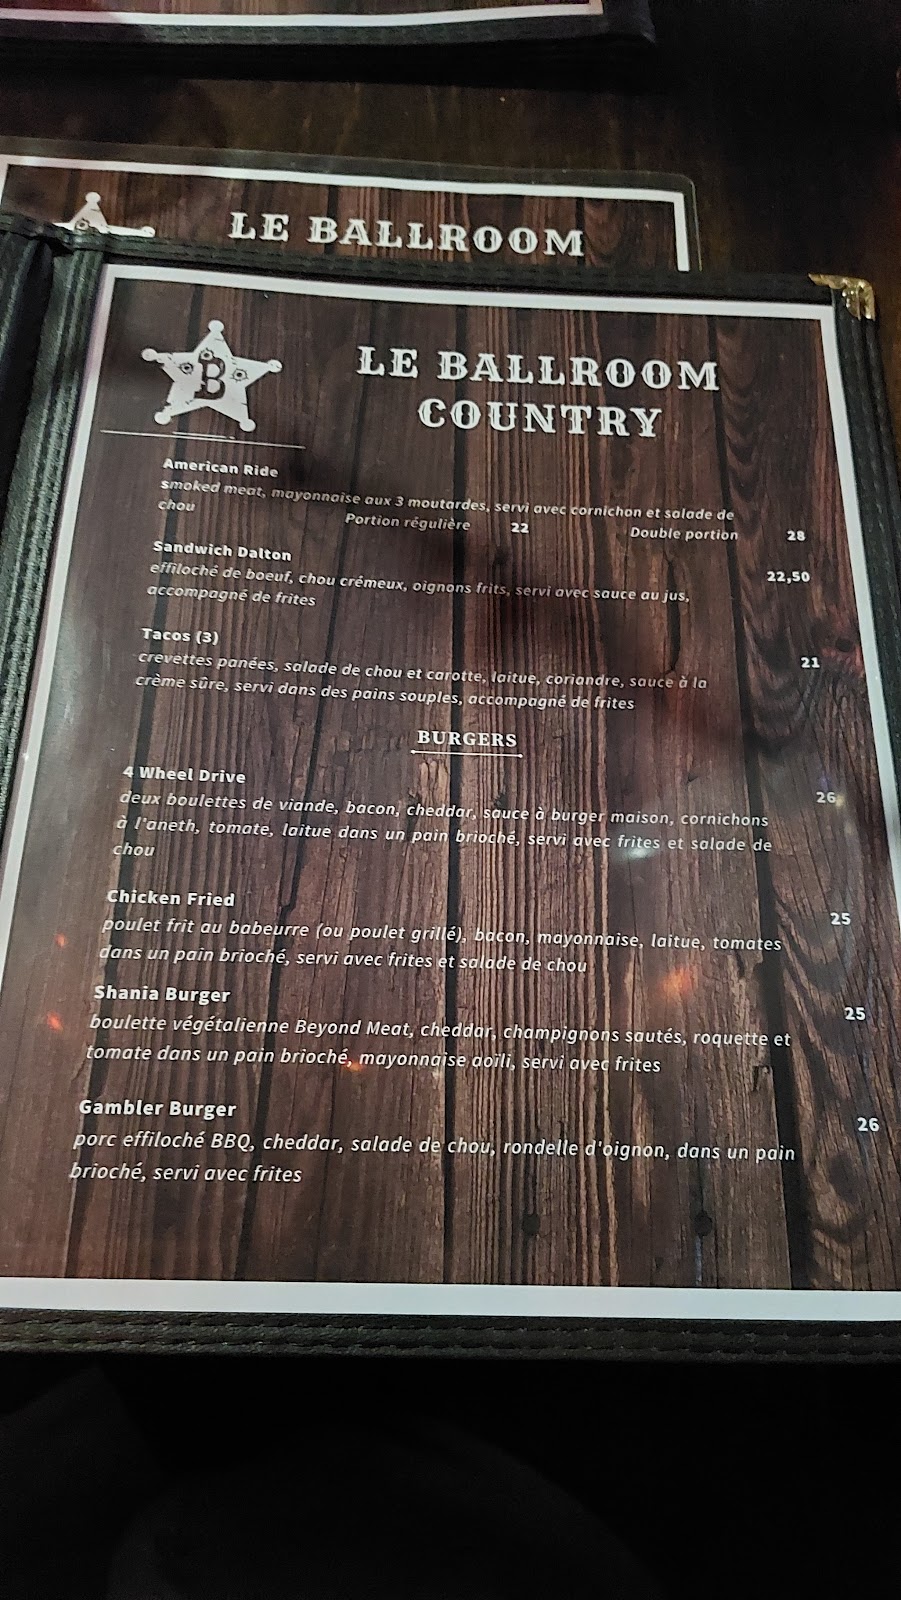 LE BALLROOM
B
LE BALLROOM
COUNTRY
American Ride
smoked meat, mayonnaise aux 3 moutardes, servi avec cornichon et salade de
chou
Portion régulière 22 Double portion 28
Sandwich Dalton
22,50
effiloché de boeuf, chou crémeux, oignons frits, servi avec sauce au jus,
accompagné de frites
Tacos (3)
21
crevettes panées, salade de chou et carotte, laitue, coriandre, sauce à la
crème sûre, servi dans des pains souples, accompagné de frites
BURGERS
4 Wheel Drive
26
deux boulettes de viande, bacon, cheddar, sauce à burger maison, cornichons
à l'aneth, tomate, laitue dans un pain brioché, servi avec frites et salade de
chou
Chicken Fried
25
poulet frit au babeurre (ou poulet grillé), bacon, mayonnaise, laitue, tomates
dans un pain brioché, servi avec frites et salade de chou
Shania Burger
25
boulette végétalienne Beyond Meat, cheddar, champignons sautés, roquette et
tomate dans un pain brioché, mayonnaise aoili, servi avec frites
Gambler Burger
26
porc effiloché BBQ, cheddar, salade de chou, rondelle d'oignon, dans un pain
brioché, servi avec frites